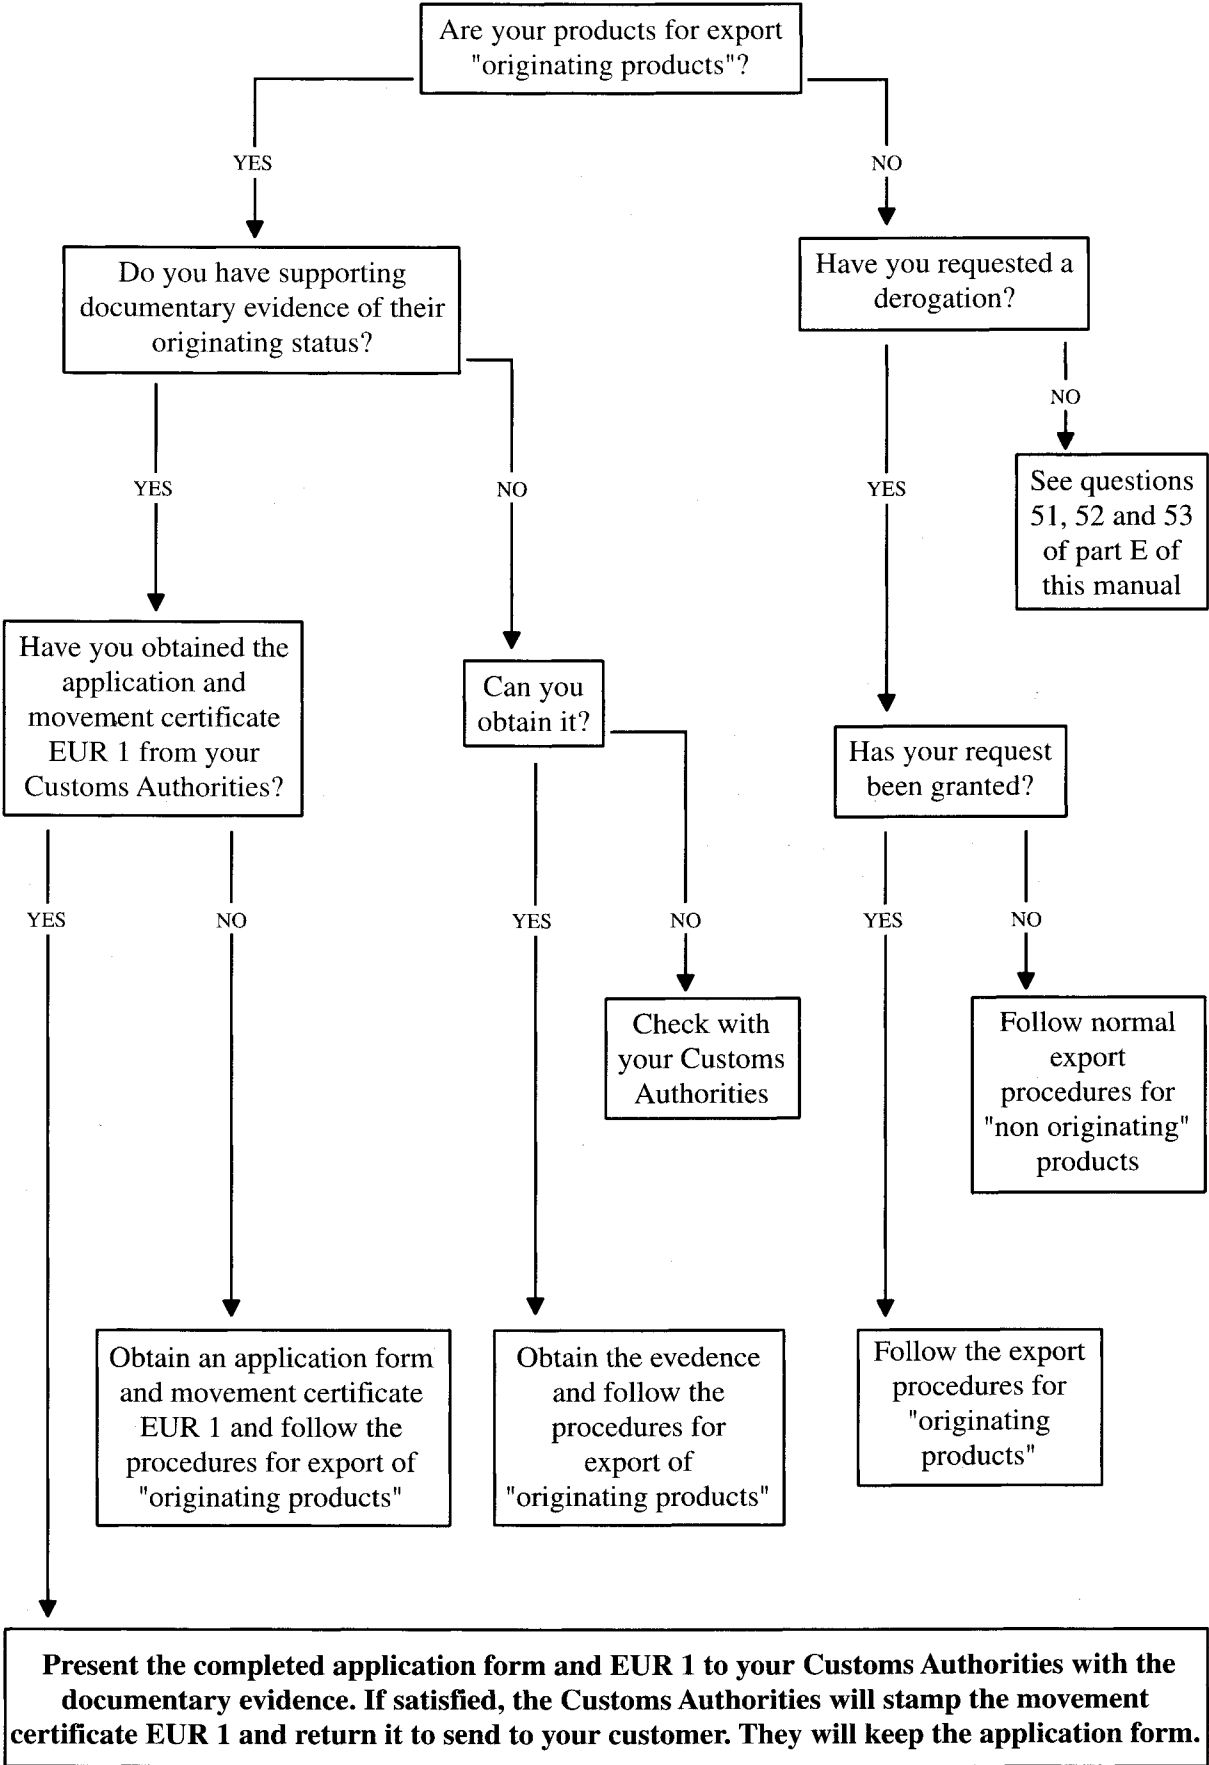 Are your products for export
"originating products"?
YES
NO
Do you have supporting
documentary evidence of their
originating status?
Have you requested a
derogation?
NO
YES
NO
YES
See questions
51, 52 and 53
of part E of
this manual
Have you obtained the
application and
movement certificate
EUR 1 from your
Customs Authorities?
Can you
obtain it?
Has your request
been granted?
YES
NO
YES
NO
YES
NO
Check with
your Customs
Authorities
Follow normal
export
procedures for
"non originating"
products
Obtain an application form
and movement certificate
EUR 1 and follow the
procedures for export of
"originating products"
Obtain the evedence
and follow the
procedures for
export of
"originating products"
Follow the export
procedures for
"originating
products"
Present the completed application form and EUR 1 to your Customs Authorities with the
documentary evidence. If satisfied, the Customs Authorities will stamp the movement
certificate EUR 1 and return it to send to your customer. They will keep the application form.